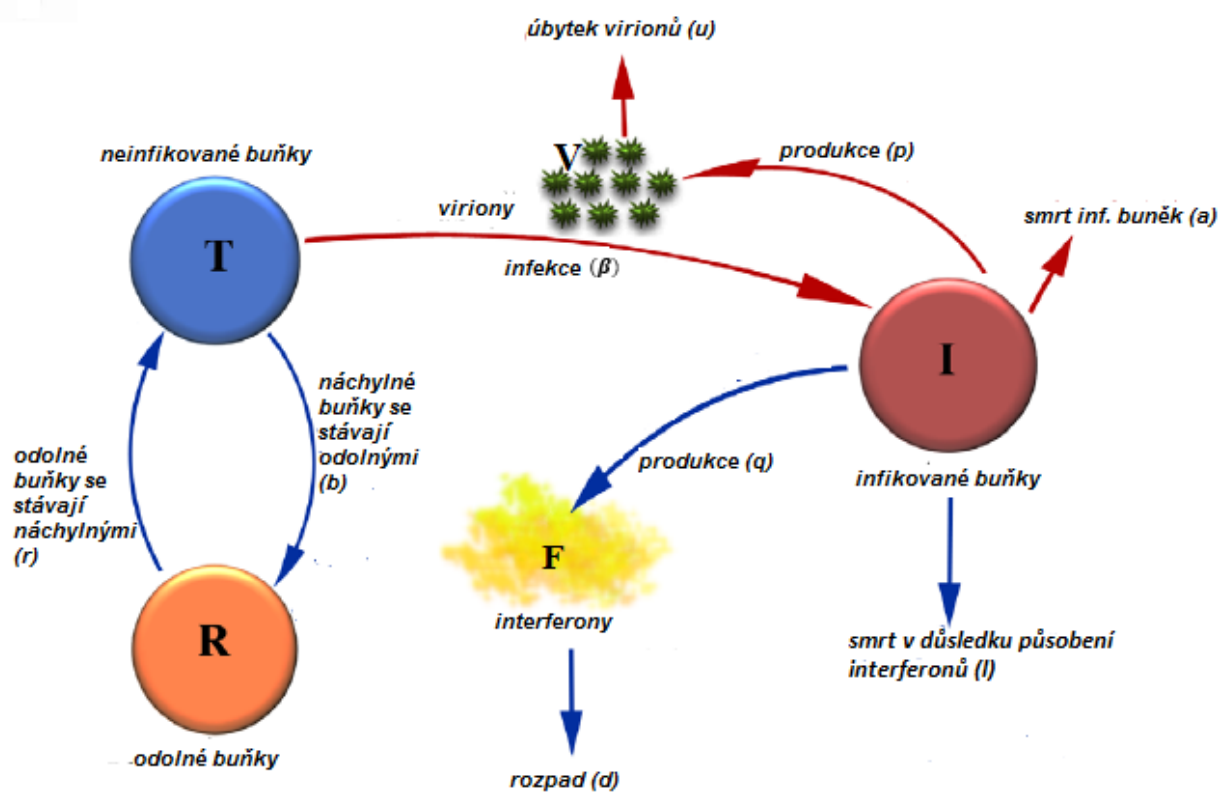 úbytek virionů (u)
neinfikované buňky
V
produkce (p)
viriony
smrt inf. buněk (a)
T
infekce (β)
I
náchylné
buňky se
stávají
odolnými
(b)
odolné
buňky se
stávají
náchylnými
(r)
produkce (q)
infikované buňky
F
interferony
R
smrt v důsledku působení
interferonů (l)
odolné buňky
rozpad (d)